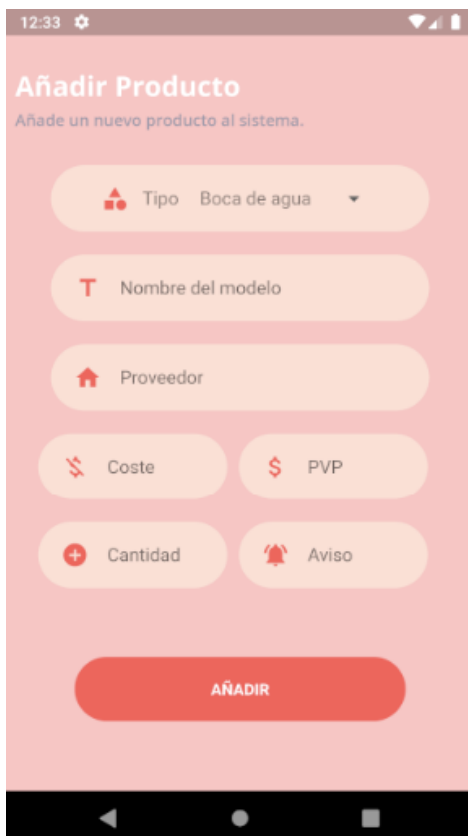 12:33
Añadir Producto
Añade un nuevo producto al sistema.
Tipo Boca de agua
Nombre del modelo
Proveedor
Coste PVP
Cantidad Aviso
AÑADIR